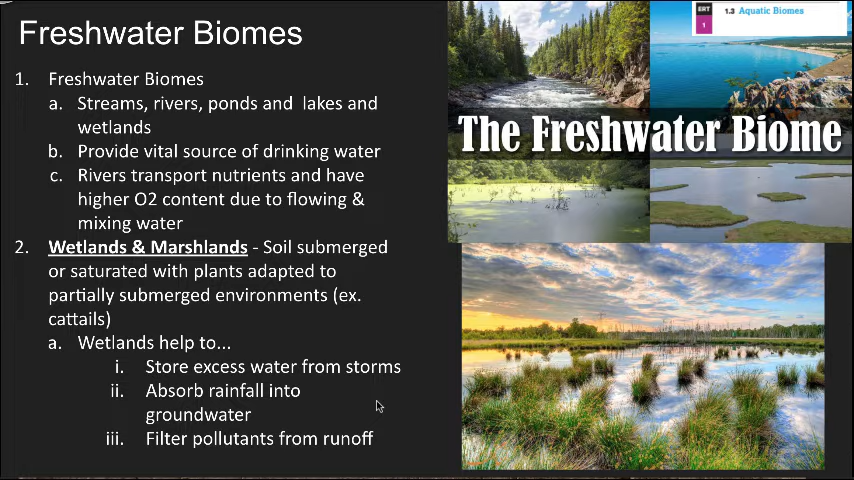 Freshwater Biomes
1. Freshwater Biomes
a. Streams, rivers, ponds and lakes and
wetlands
b. Provide vital source of drinking water
c. Rivers transport nutrients and have
higher O2 content due to flowing &
mixing water
2. Wetlands & Marshlands - Soil submerged
or saturated with plants adapted to
partially submerged environments (ex.
cattails)
a. Wetlands help to...
i. Store excess water from storms
ii. Absorb rainfall into
groundwater
iii. Filter pollutants from runoff
ERT
1
1.3 Aquatic Biomes
The Freshwater Biome